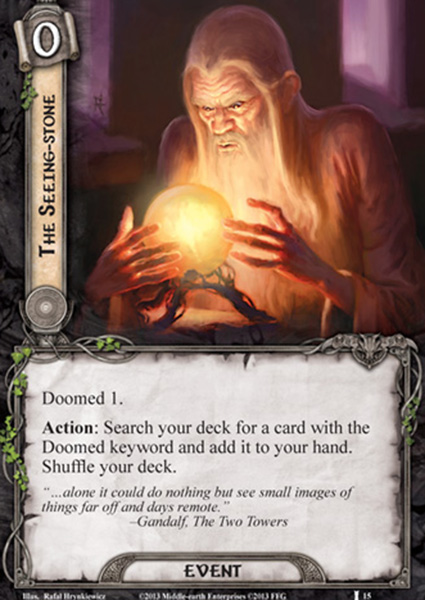 0
THE SEEING-STONE
Doomed 1.
Action: Search your deck for a card with the
Doomed keyword and add it to your hand.
Shuffle your deck.
“...alone it could do nothing but see small images of
things far off and days remote.”
–Gandalf, The Two Towers
EVENT
Illus. Rafal Hrynkiewicz
©2013 Middle-earth Enterprises ©2013 FFG
15